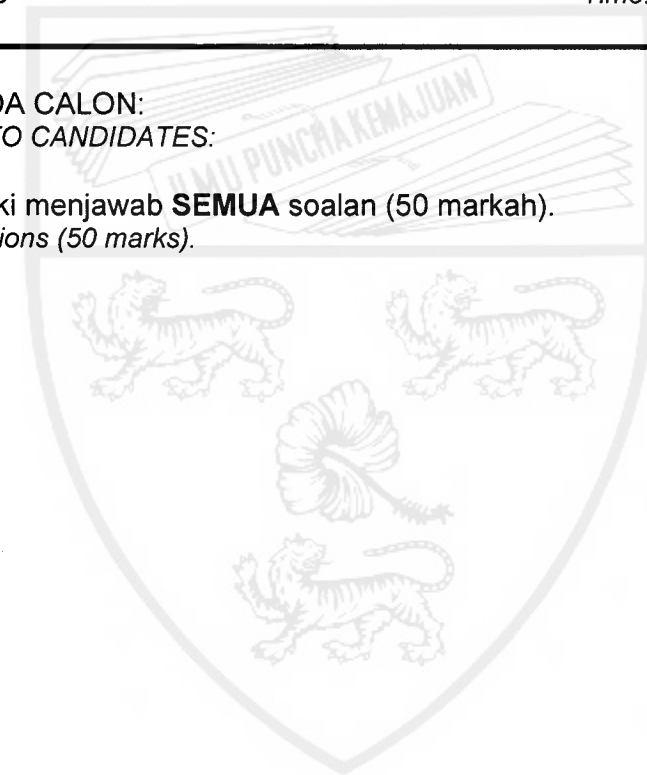 DA CALON:
TO CANDIDATES:
ILMU PUNCHA KEMAJUAN
ki menjawab SEMUA soalan (50 markah).
ions (50 marks).